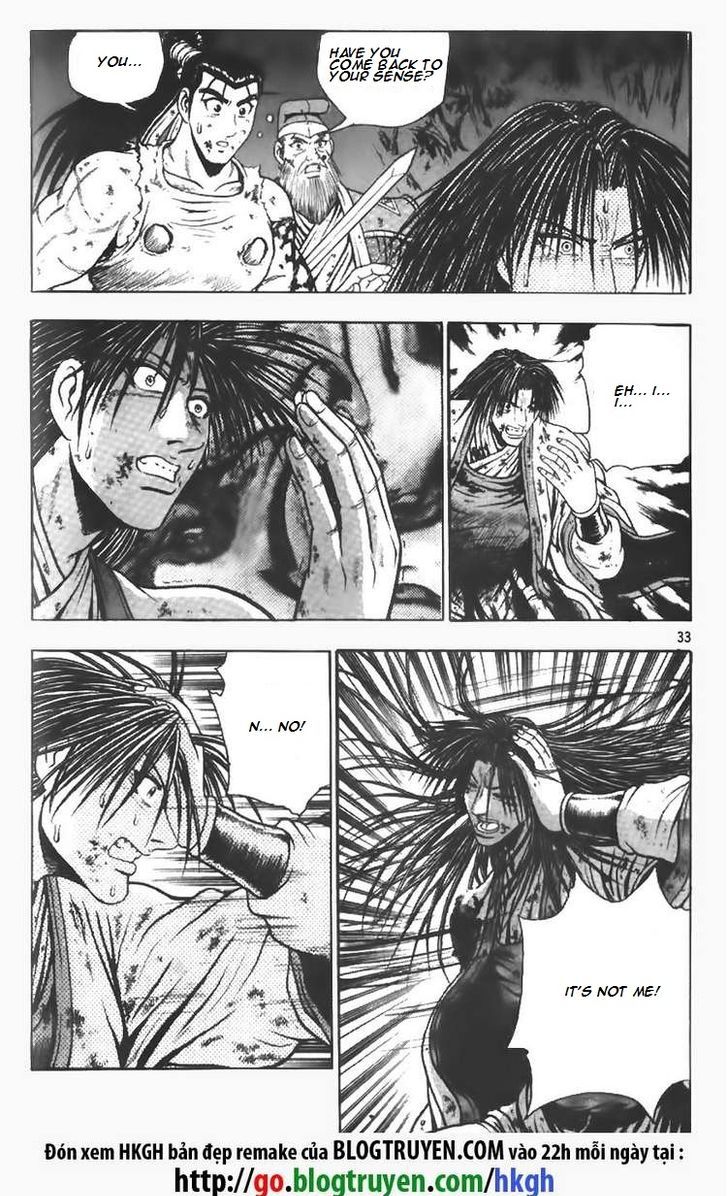 YOU...
HAVE YOU
COME BACK TO
YOUR SENSE?
EH... I...
I...
33
N... NO!
IT'S NOT ME!
Đón xem HKGH bản đẹp remake của BLOGTRUYEN.COM vào 22h mỗi ngày tại :
http://go.blogtruyen.com/hkgh